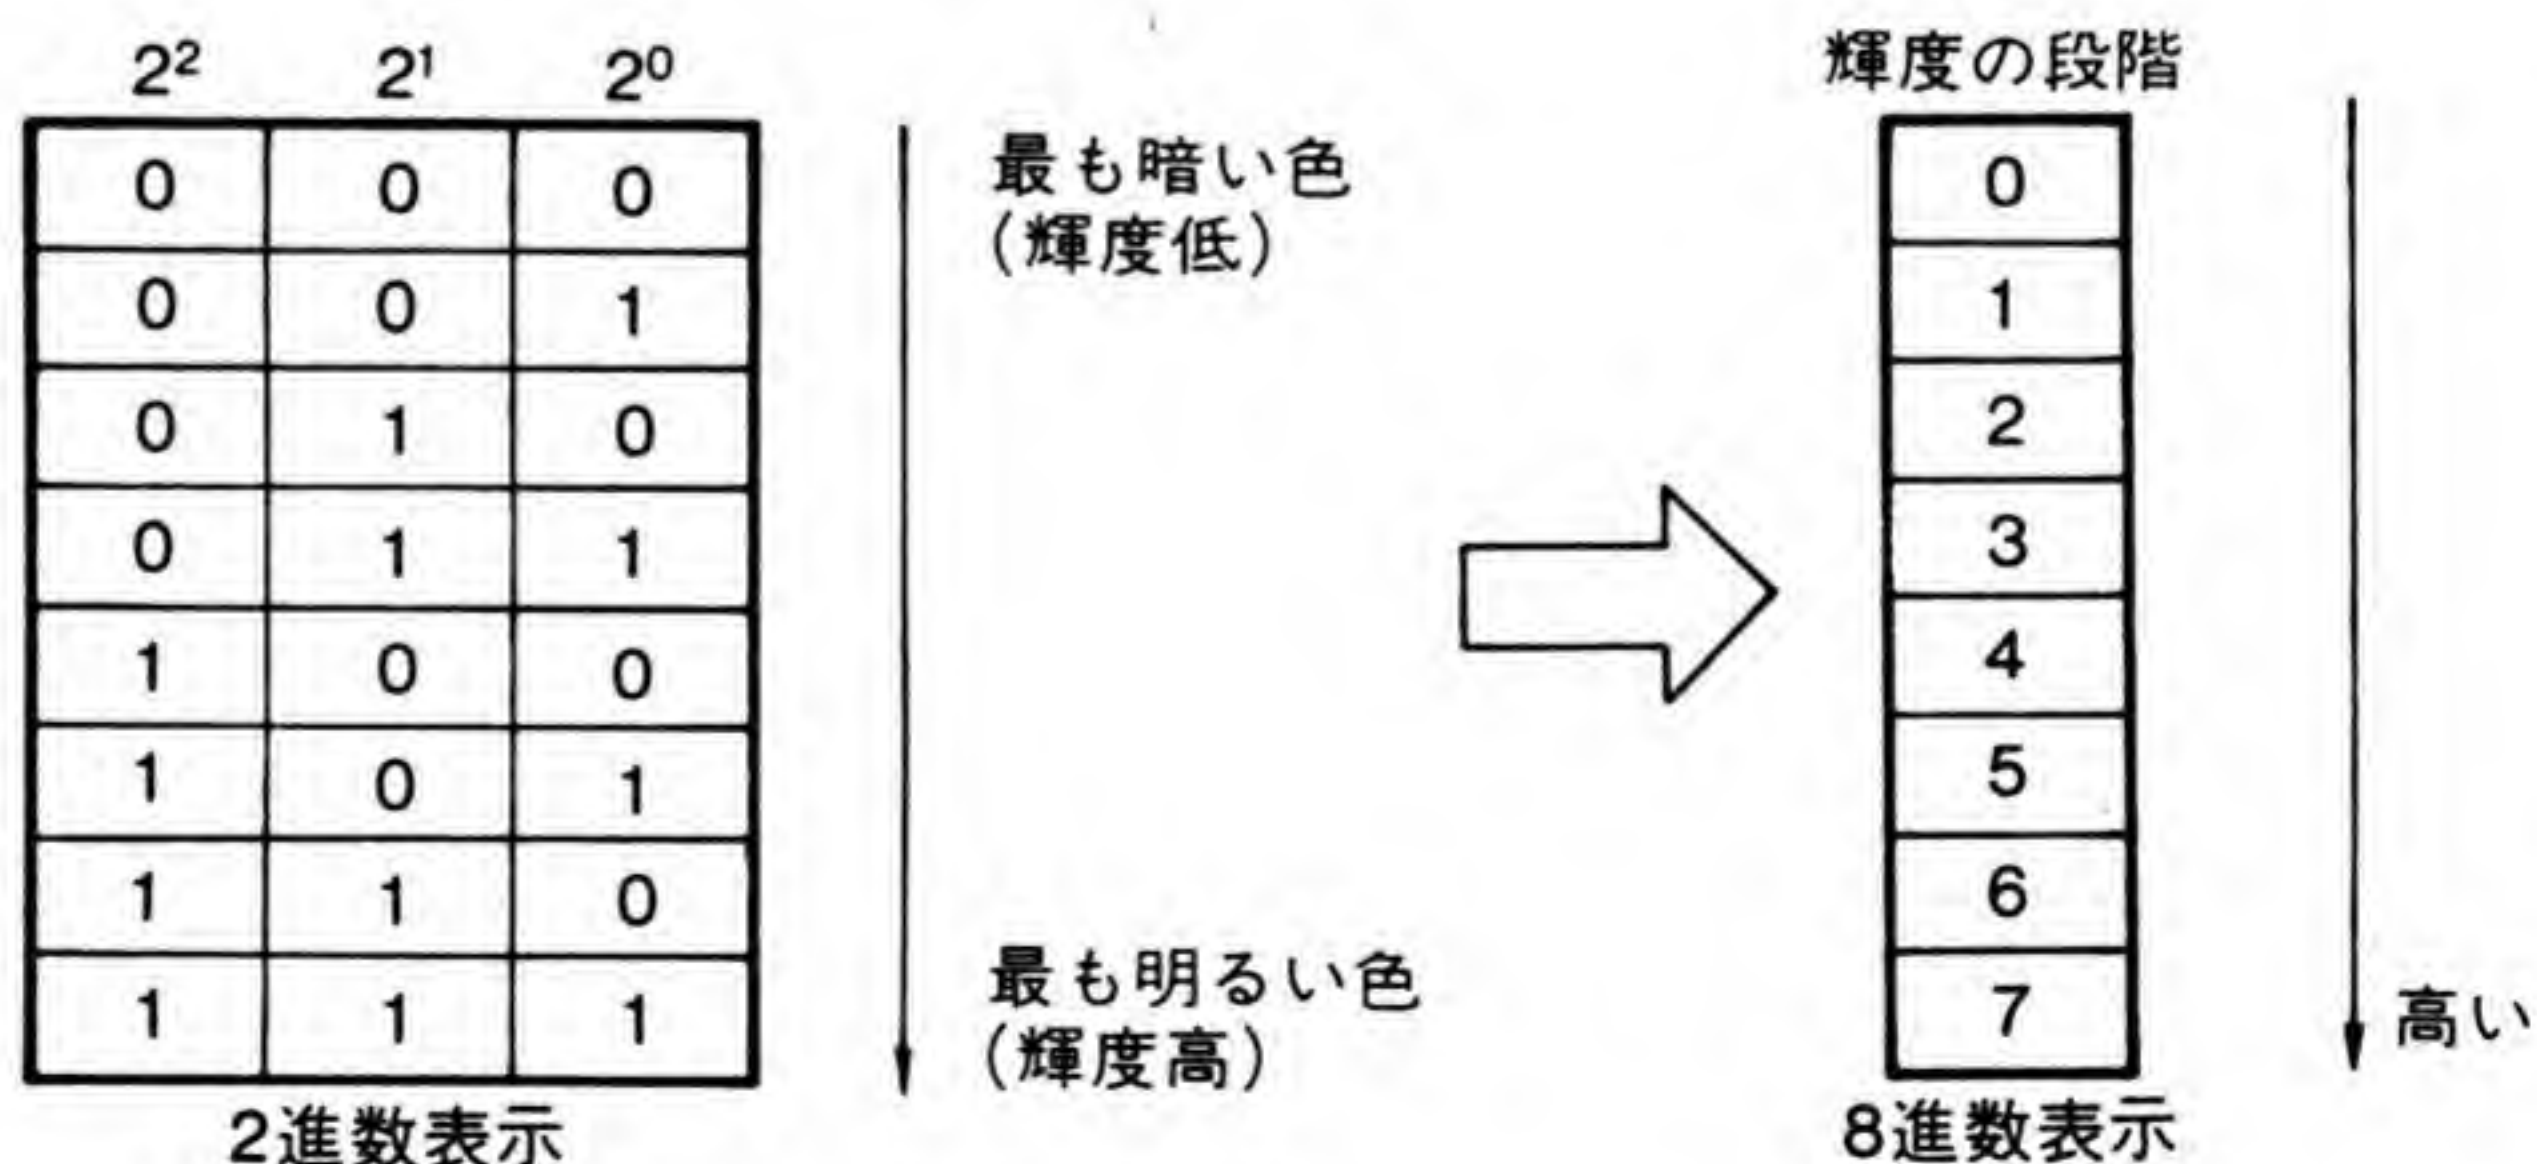 2² 2¹ 2⁰
0 0 0
0 0 1
0 1 0
0 1 1
1 0 0
1 0 1
1 1 0
1 1 1
2進数表示
最も暗い色
(輝度低)
最も明るい色
(輝度高)
輝度の段階
0
1
2
3
4
5
6
7
高い
8進数表示